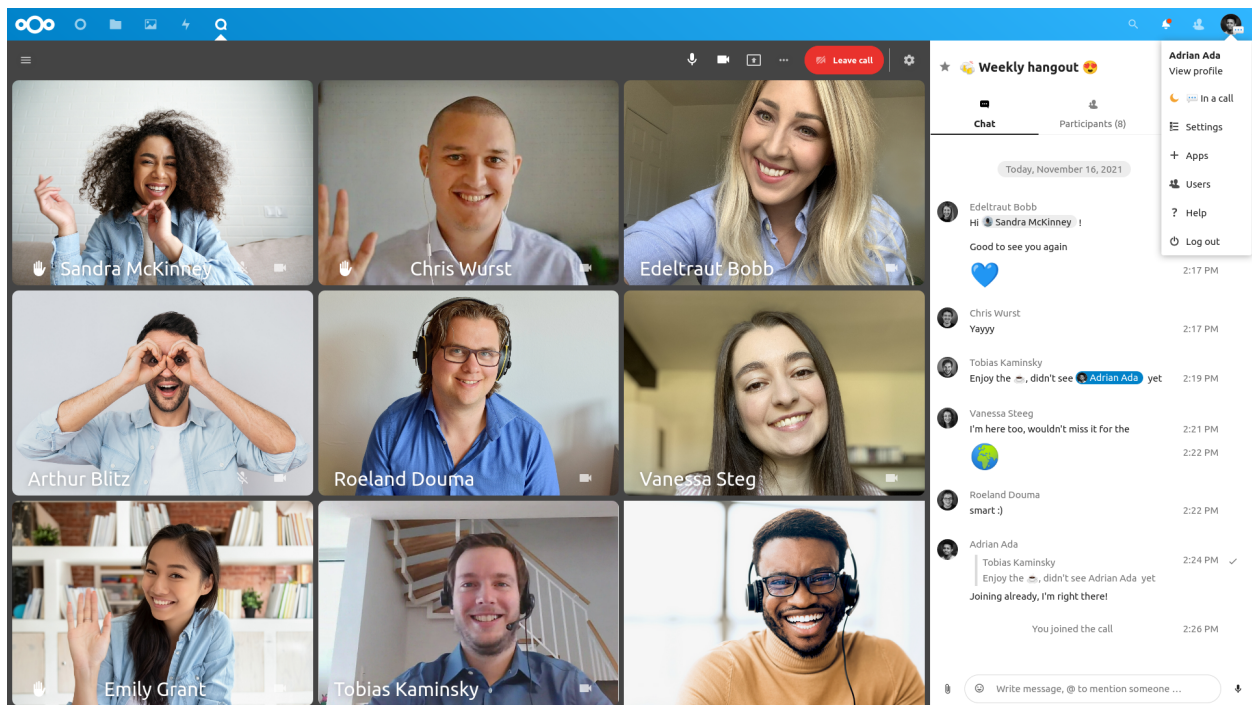 Leave call
Sandra McKinney
Chris Wurst
Edeltraut Bobb
Arthur Blitz
Roeland Douma
Vanessa Steg
Emily Grant
Tobias Kaminsky
👏 Weekly hangout 😍
Chat
Participants (8)
Today, November 16, 2021
Edeltraut Bobb
Hi Sandra McKinney !
Good to see you again
💙 2:17 PM
Chris Wurst
Yayyy 2:17 PM
Tobias Kaminsky
Enjoy the ☕, didn't see Adrian Ada yet 2:19 PM
Vanessa Steeg
I'm here too, wouldn't miss it for the 2:21 PM
🌍 2:22 PM
Roeland Douma
smart :) 2:22 PM
Adrian Ada
Tobias Kaminsky 2:24 PM
Enjoy the ☕, didn't see Adrian Ada yet
Joining already, I'm right there!
You joined the call 2:26 PM
Write message, @ to mention someone …
Adrian Ada
View profile
💬 In a call
Settings
Apps
Users
Help
Log out